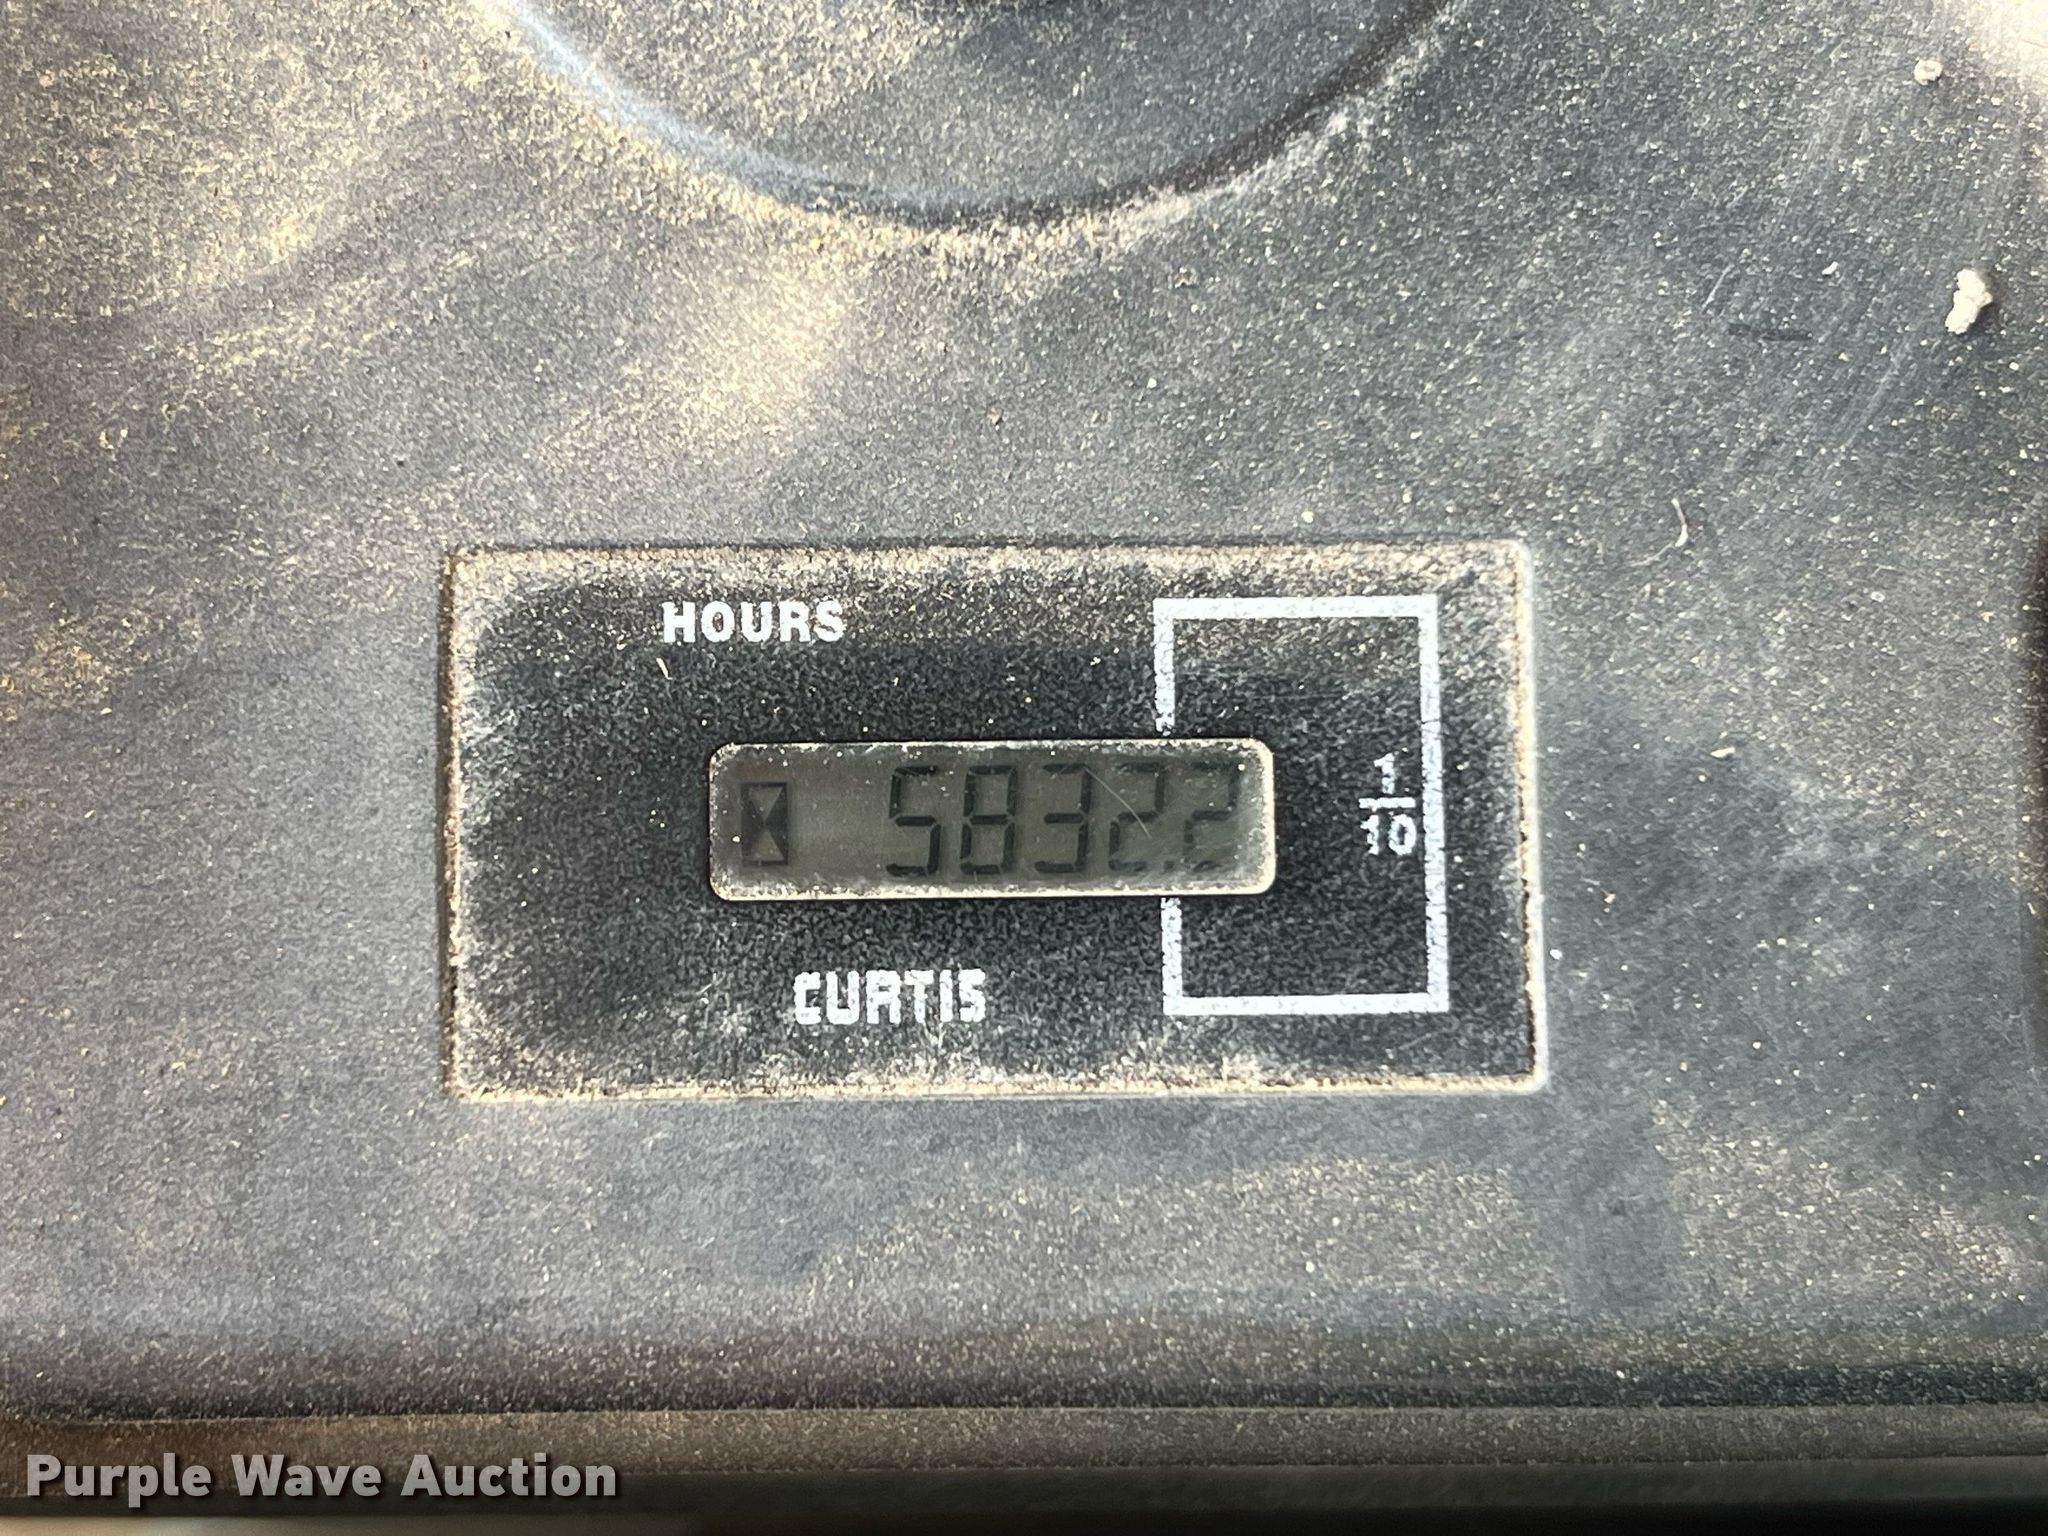 HOURS
5832.2
1/10
CURTIS
Purple Wave Auction